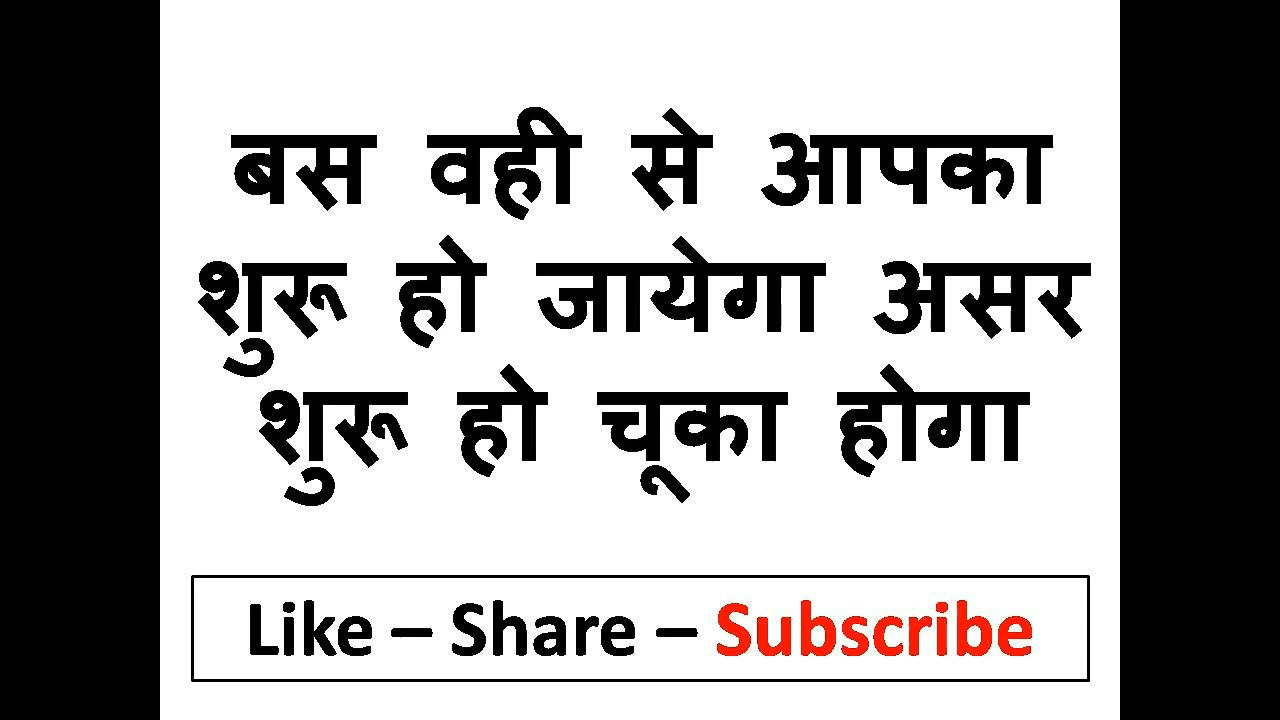 बस वही से आपका
शुरू हो जायेगा असर
शुरू हो चूका होगा
Like – Share – Subscribe